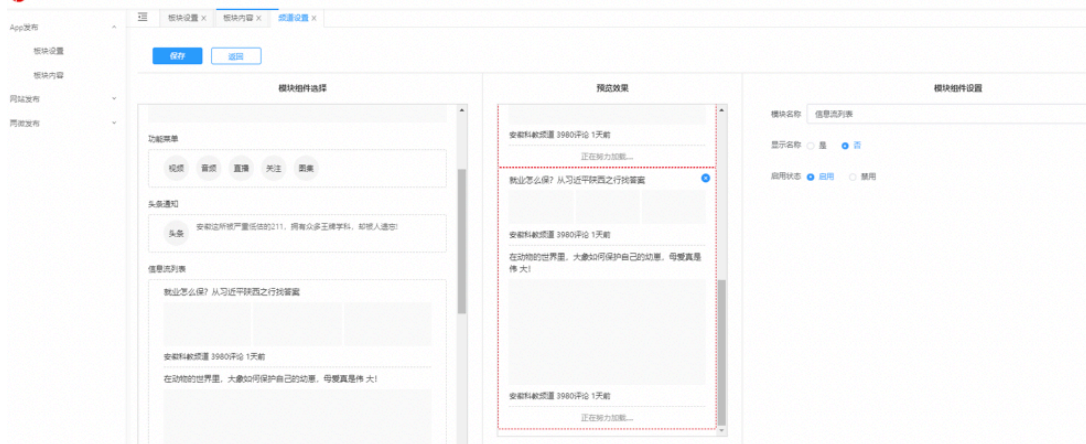 板块设置 × 板块内容 × 频道设置 ×
App发布
板块设置
板块内容
网站发布
两微发布
保存 返回
模块组件选择
功能菜单
视频 音频 直播 关注 图集
头条通知
头条 安徽这所被严重低估的211，拥有众多王牌学科，却被人遗忘!
信息流列表
就业怎么保？从习近平陕西之行找答案
安徽科教频道 3980评论 1天前
在动物的世界里，大象如何保护自己的幼崽，母爱真是伟 大!
预览效果
安徽科教频道 3980评论 1天前
正在努力加载...
就业怎么保？从习近平陕西之行找答案
安徽科教频道 3980评论 1天前
在动物的世界里，大象如何保护自己的幼崽，母爱真是
伟 大!
安徽科教频道 3980评论 1天前
正在努力加载...
模块组件设置
模块名称 信息流列表
显示名称 是 否
启用状态 启用 禁用